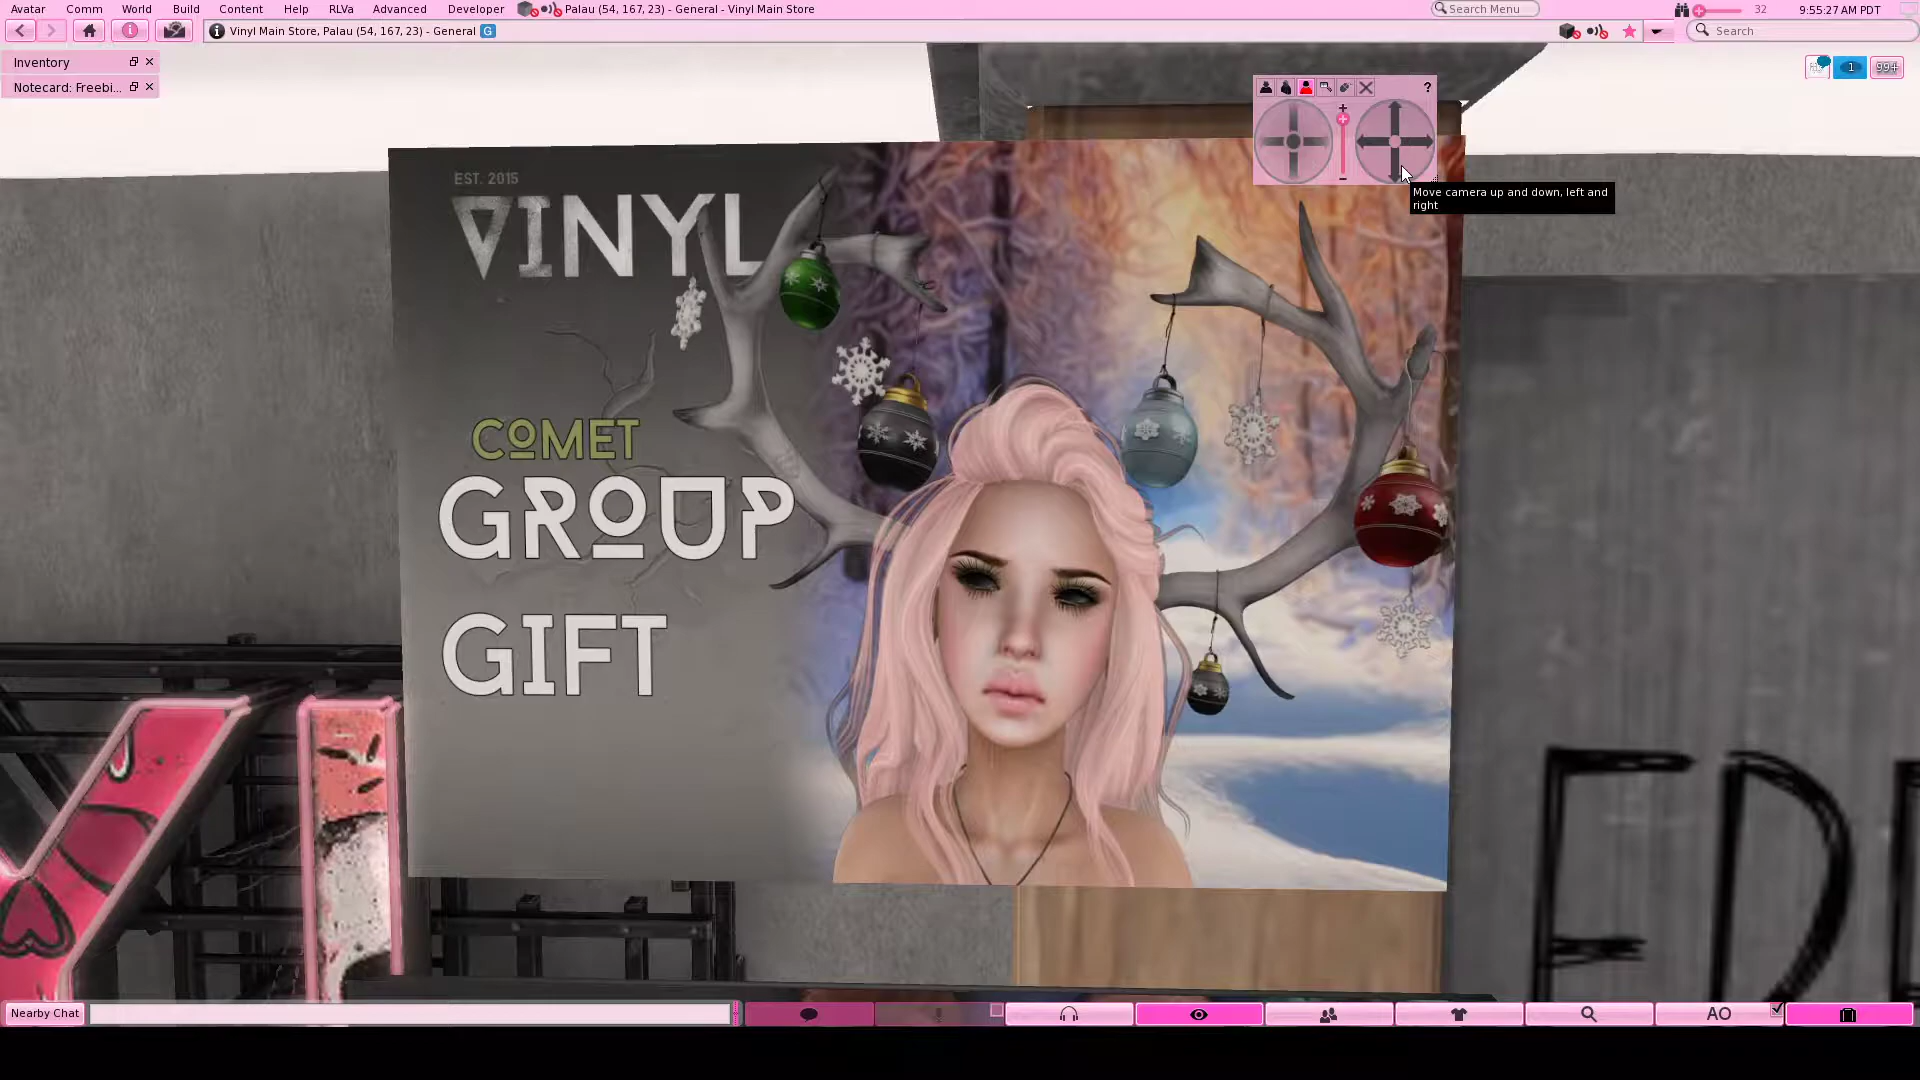 Avatar Comm World Build Content Help RLVa Advanced Developer Palau (54, 167, 23) - General - Vinyl Main Store Search Menu 32 9:55:27 AM PDT
Vinyl Main Store, Palau (54, 167, 23) - General G Search
Inventory
Notecard: Freebi...
1 99+
?
+
-
Move camera up and down, left and
right
EST. 2015
VINYL
COMET
GROUP
GIFT
Nearby Chat
AO